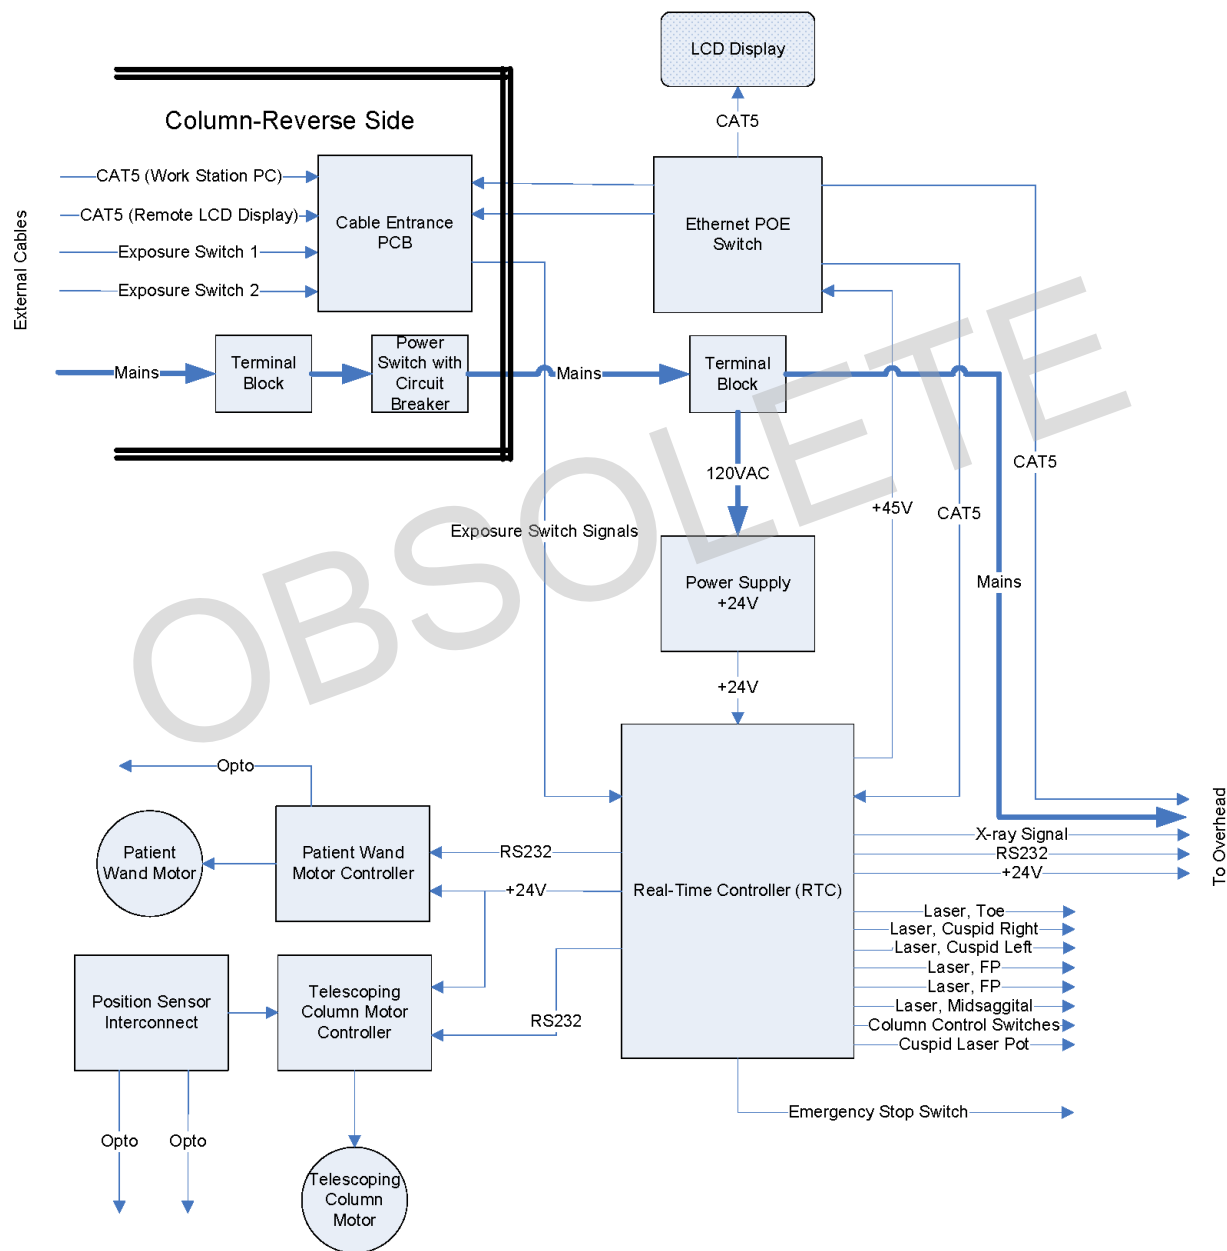 LCD Display
CAT5
Column-Reverse Side
External Cables
CAT5 (Work Station PC)
CAT5 (Remote LCD Display)
Exposure Switch 1
Exposure Switch 2
Cable Entrance
PCB
Ethernet POE
Switch
Mains
Terminal
Block
Power
Switch with
Circuit
Breaker
Mains
Terminal
Block
120VAC
CAT5
+45V
CAT5
Exposure Switch Signals
Power Supply
+24V
Mains
+24V
OBSOLETE
Opto
Patient
Wand Motor
Patient Wand
Motor Controller
RS232
+24V
Real-Time Controller (RTC)
X-ray Signal
RS232
+24V
To Overhead
Laser, Toe
Laser, Cuspid Right
Laser, Cuspid Left
Laser, FP
Laser, FP
Laser, Midsaggital
Column Control Switches
Cuspid Laser Pot
Position Sensor
Interconnect
Telescoping
Column Motor
Controller
RS232
Emergency Stop Switch
Opto
Opto
Telescoping
Column
Motor